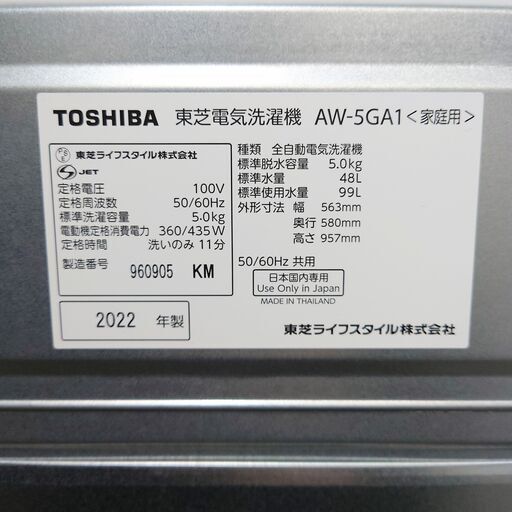 TOSHIBA 東芝電気洗濯機 AW-5GA1<家庭用>
PSE
東芝ライフスタイル株式会社
JET
定格電圧 100V
定格周波数 50/60Hz
標準洗濯容量 5.0kg
電動機定格消費電力 360/435W
定格時間 洗いのみ 11分
製造番号 960905 KM
2022 年製
種類 全自動電気洗濯機
標準脱水容量 5.0kg
標準水量 48L
標準使用水量 99L
外形寸法 幅 563mm
奥行 580mm
高さ 957mm
50/60Hz 共用
日本国内専用
Use Only in Japan
MADE IN THAILAND
東芝ライフスタイル株式会社